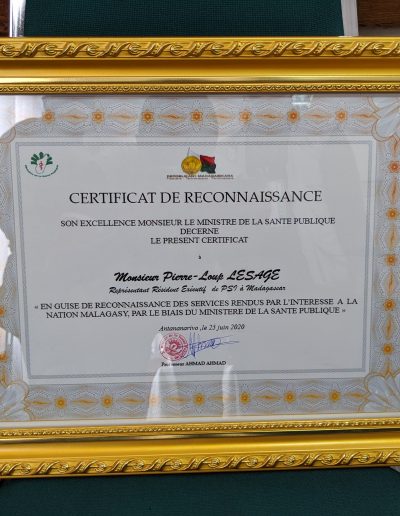 REPOBLIKAN'I MADAGASIKARA
CERTIFICAT DE RECONNAISSANCE
SON EXCELLENCE MONSIEUR LE MINISTRE DE LA SANTE PUBLIQUE
DECERNE
LE PRESENT CERTIFICAT
à
Monsieur Pierre-Loup LESAGE
Représentant Résident Exécutif de PSI à Madagascar
« EN GUISE DE RECONNAISSANCE DES SERVICES RENDUS PAR L'INTERESSE A LA
NATION MALAGASY, PAR LE BIAIS DU MINISTERE DE LA SANTE PUBLIQUE »
Antananarivo, le 25 juin 2020
Professeur AHMAD AHMAD